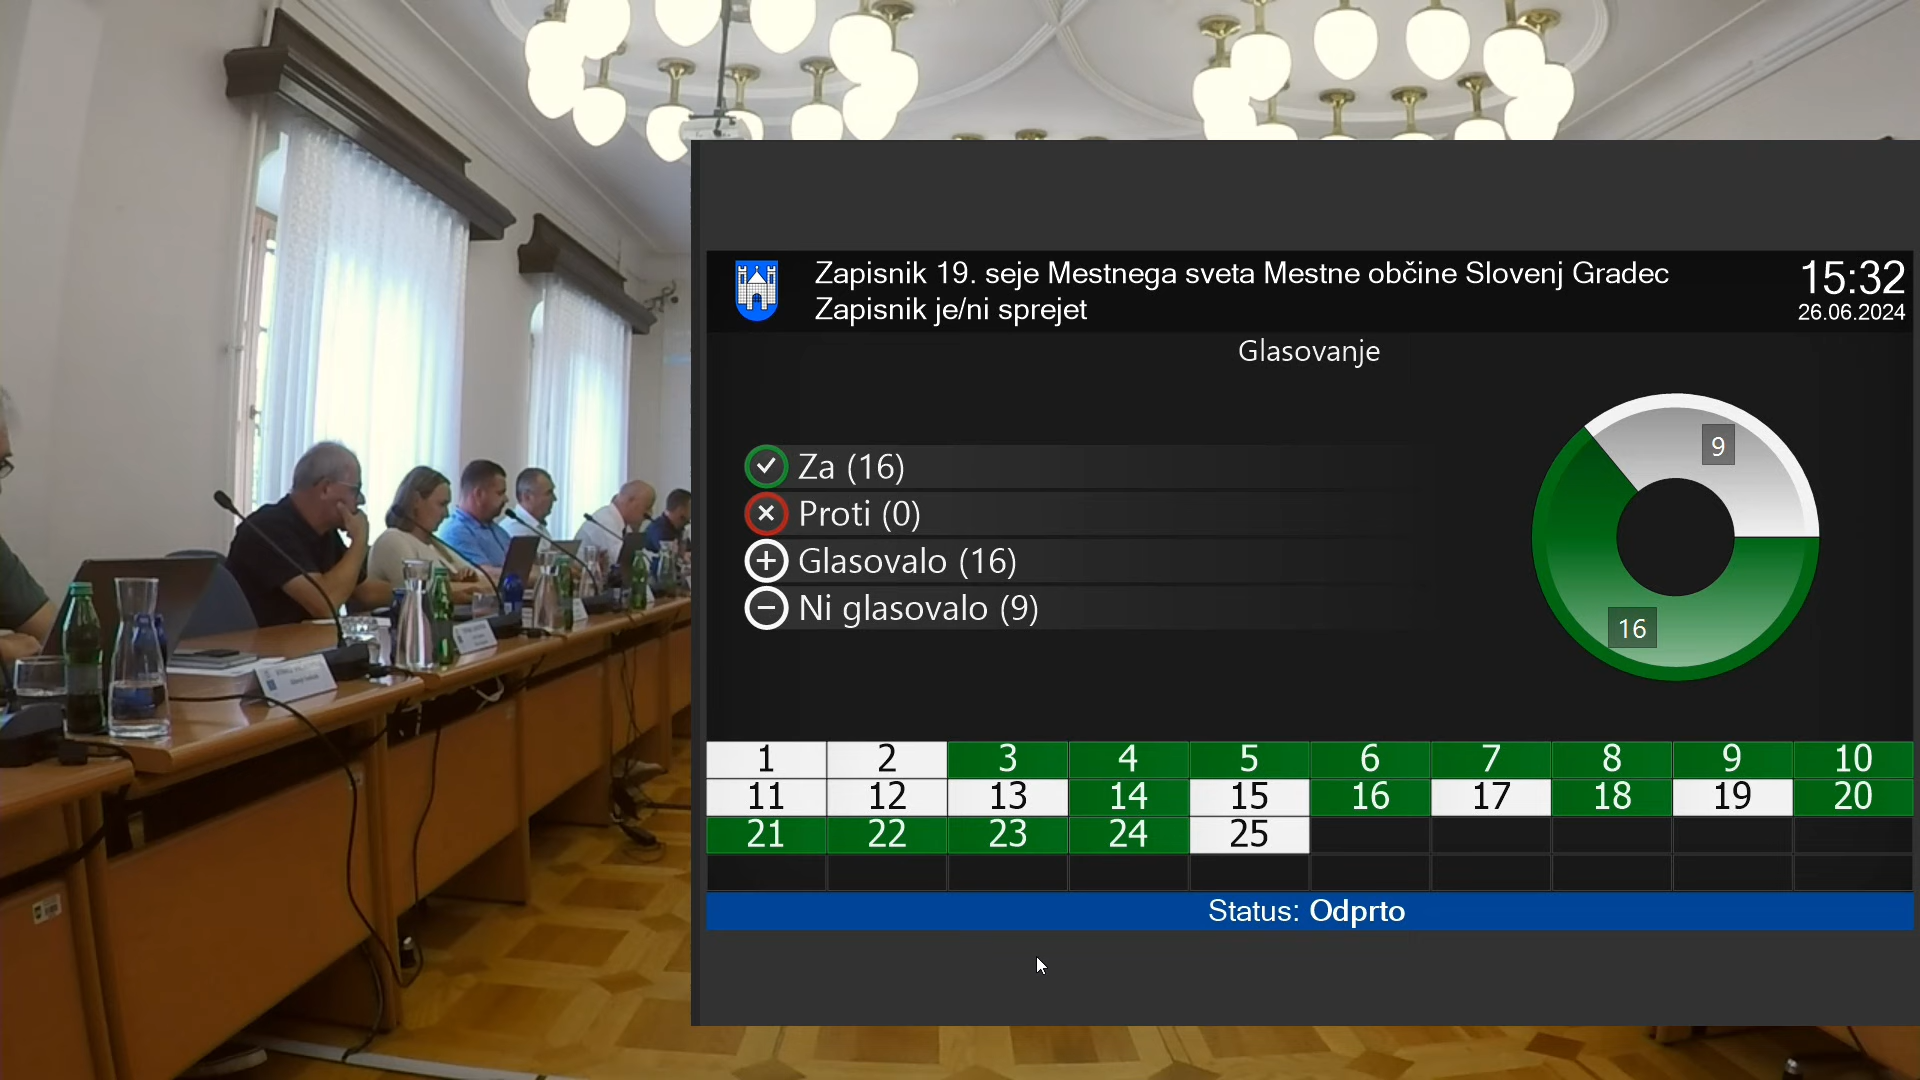 Zapisnik 19. seje Mestnega sveta Mestne občine Slovenj Gradec
Zapisnik je/ni sprejet
15:32
26.06.2024
Glasovanje
Za (16)
Proti (0)
Glasovalo (16)
Ni glasovalo (9)
9
16
1 2 3 4 5 6 7 8 9 10
11 12 13 14 15 16 17 18 19 20
21 22 23 24 25
Status: Odprto